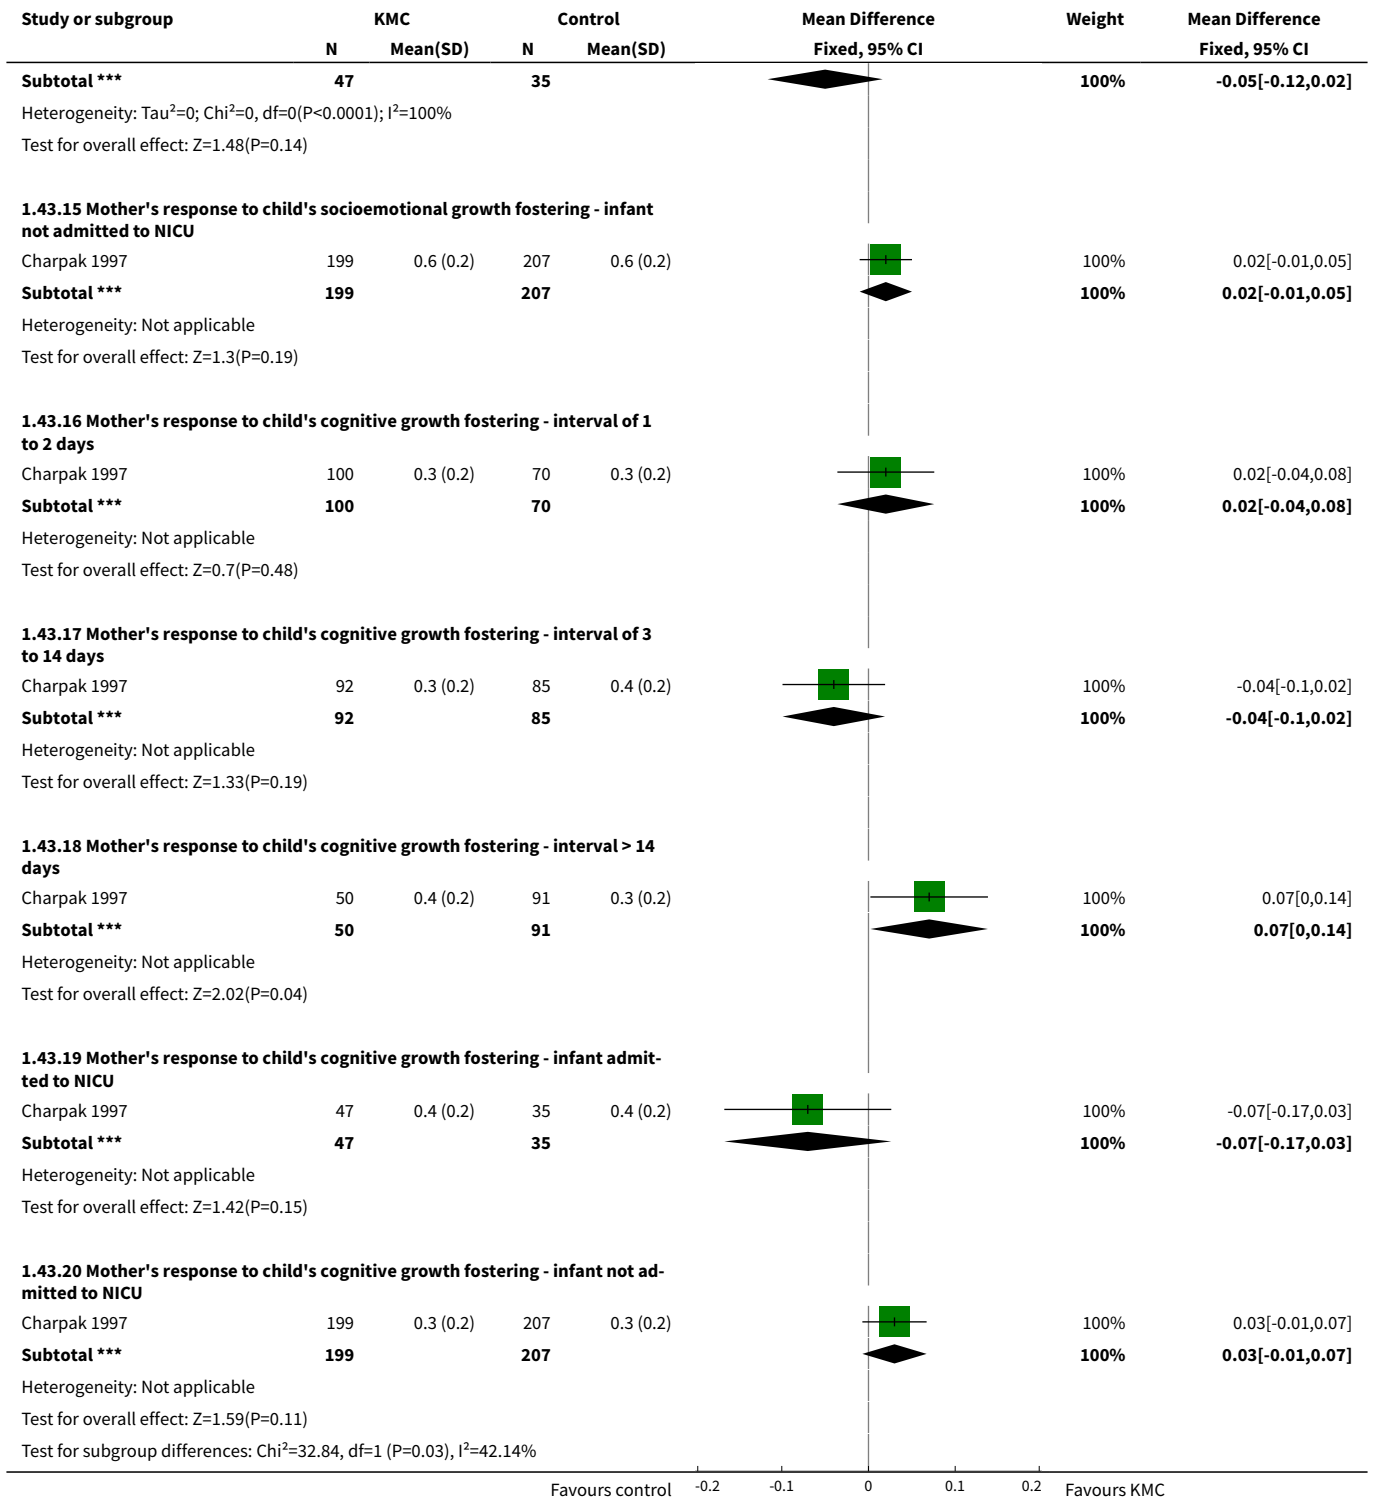 Study or subgroup KMC Control Mean Difference Weight Mean Difference
N Mean(SD) N Mean(SD) Fixed, 95% CI Fixed, 95% CI
Subtotal *** 47 35 100% -0.05[-0.12,0.02]
Heterogeneity: Tau²=0; Chi²=0, df=0(P<0.0001); I²=100%
Test for overall effect: Z=1.48(P=0.14)
1.43.15 Mother's response to child's socioemotional growth fostering - infant
not admitted to NICU
Charpak 1997 199 0.6 (0.2) 207 0.6 (0.2) 100% 0.02[-0.01,0.05]
Subtotal *** 199 207 100% 0.02[-0.01,0.05]
Heterogeneity: Not applicable
Test for overall effect: Z=1.3(P=0.19)
1.43.16 Mother's response to child's cognitive growth fostering - interval of 1
to 2 days
Charpak 1997 100 0.3 (0.2) 70 0.3 (0.2) 100% 0.02[-0.04,0.08]
Subtotal *** 100 70 100% 0.02[-0.04,0.08]
Heterogeneity: Not applicable
Test for overall effect: Z=0.7(P=0.48)
1.43.17 Mother's response to child's cognitive growth fostering - interval of 3
to 14 days
Charpak 1997 92 0.3 (0.2) 85 0.4 (0.2) 100% -0.04[-0.1,0.02]
Subtotal *** 92 85 100% -0.04[-0.1,0.02]
Heterogeneity: Not applicable
Test for overall effect: Z=1.33(P=0.19)
1.43.18 Mother's response to child's cognitive growth fostering - interval > 14
days
Charpak 1997 50 0.4 (0.2) 91 0.3 (0.2) 100% 0.07[0,0.14]
Subtotal *** 50 91 100% 0.07[0,0.14]
Heterogeneity: Not applicable
Test for overall effect: Z=2.02(P=0.04)
1.43.19 Mother's response to child's cognitive growth fostering - infant admit-
ted to NICU
Charpak 1997 47 0.4 (0.2) 35 0.4 (0.2) 100% -0.07[-0.17,0.03]
Subtotal *** 47 35 100% -0.07[-0.17,0.03]
Heterogeneity: Not applicable
Test for overall effect: Z=1.42(P=0.15)
1.43.20 Mother's response to child's cognitive growth fostering - infant not ad-
mitted to NICU
Charpak 1997 199 0.3 (0.2) 207 0.3 (0.2) 100% 0.03[-0.01,0.07]
Subtotal *** 199 207 100% 0.03[-0.01,0.07]
Heterogeneity: Not applicable
Test for overall effect: Z=1.59(P=0.11)
Test for subgroup differences: Chi²=32.84, df=1 (P=0.03), I²=42.14%
Favours control -0.2 -0.1 0 0.1 0.2 Favours KMC